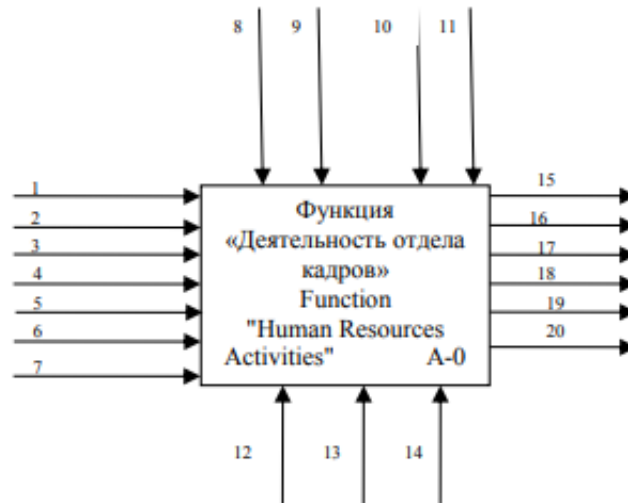 8 9 10 11
1
2
3
4
5
6
7
Функция
«Деятельность отдела
кадров»
Function
"Human Resources
Activities" A-0
15
16
17
18
19
20
12 13 14